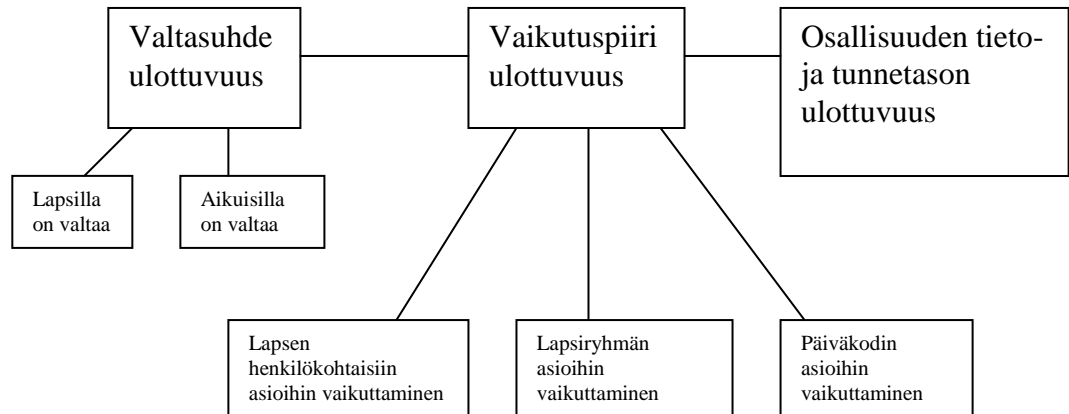 Valtasuhde
ulottuvuus
Vaikutuspiiri
ulottuvuus
Osallisuuden tieto-
ja tunnetason
ulottuvuus
Lapsilla
on valtaa
Aikuisilla
on valtaa
Lapsen
henkilökohtaisiin
asioihin vaikuttaminen
Lapsiryhmän
asioihin
vaikuttaminen
Päiväkodin
asioihin
vaikuttaminen